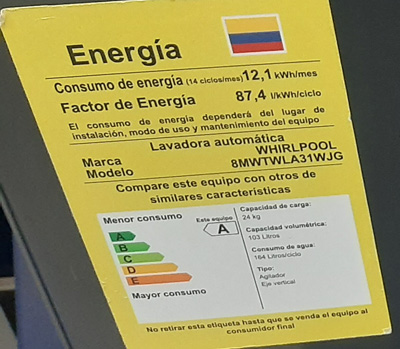 Energía
Consumo de energía (14 ciclos/mes) 12,1 kWh/mes
Factor de Energía 87,4 l/kWh/ciclo
El consumo de energía dependerá del lugar de
instalación, modo de uso y mantenimiento del equipo
Lavadora automática
Marca WHIRLPOOL
Modelo 8MWTWLA31WJG
Compare este equipo con otros de
similares características
Menor consumo
Este equipo
A
A
B
C
D
E
Mayor consumo
Capacidad de carga:
24 kg
Capacidad volumétrica:
103 Litros
Consumo de agua:
164 Litros/ciclo
Tipo:
Agitador
Eje vertical
No retirar esta etiqueta hasta que se venda el equipo al
consumidor final